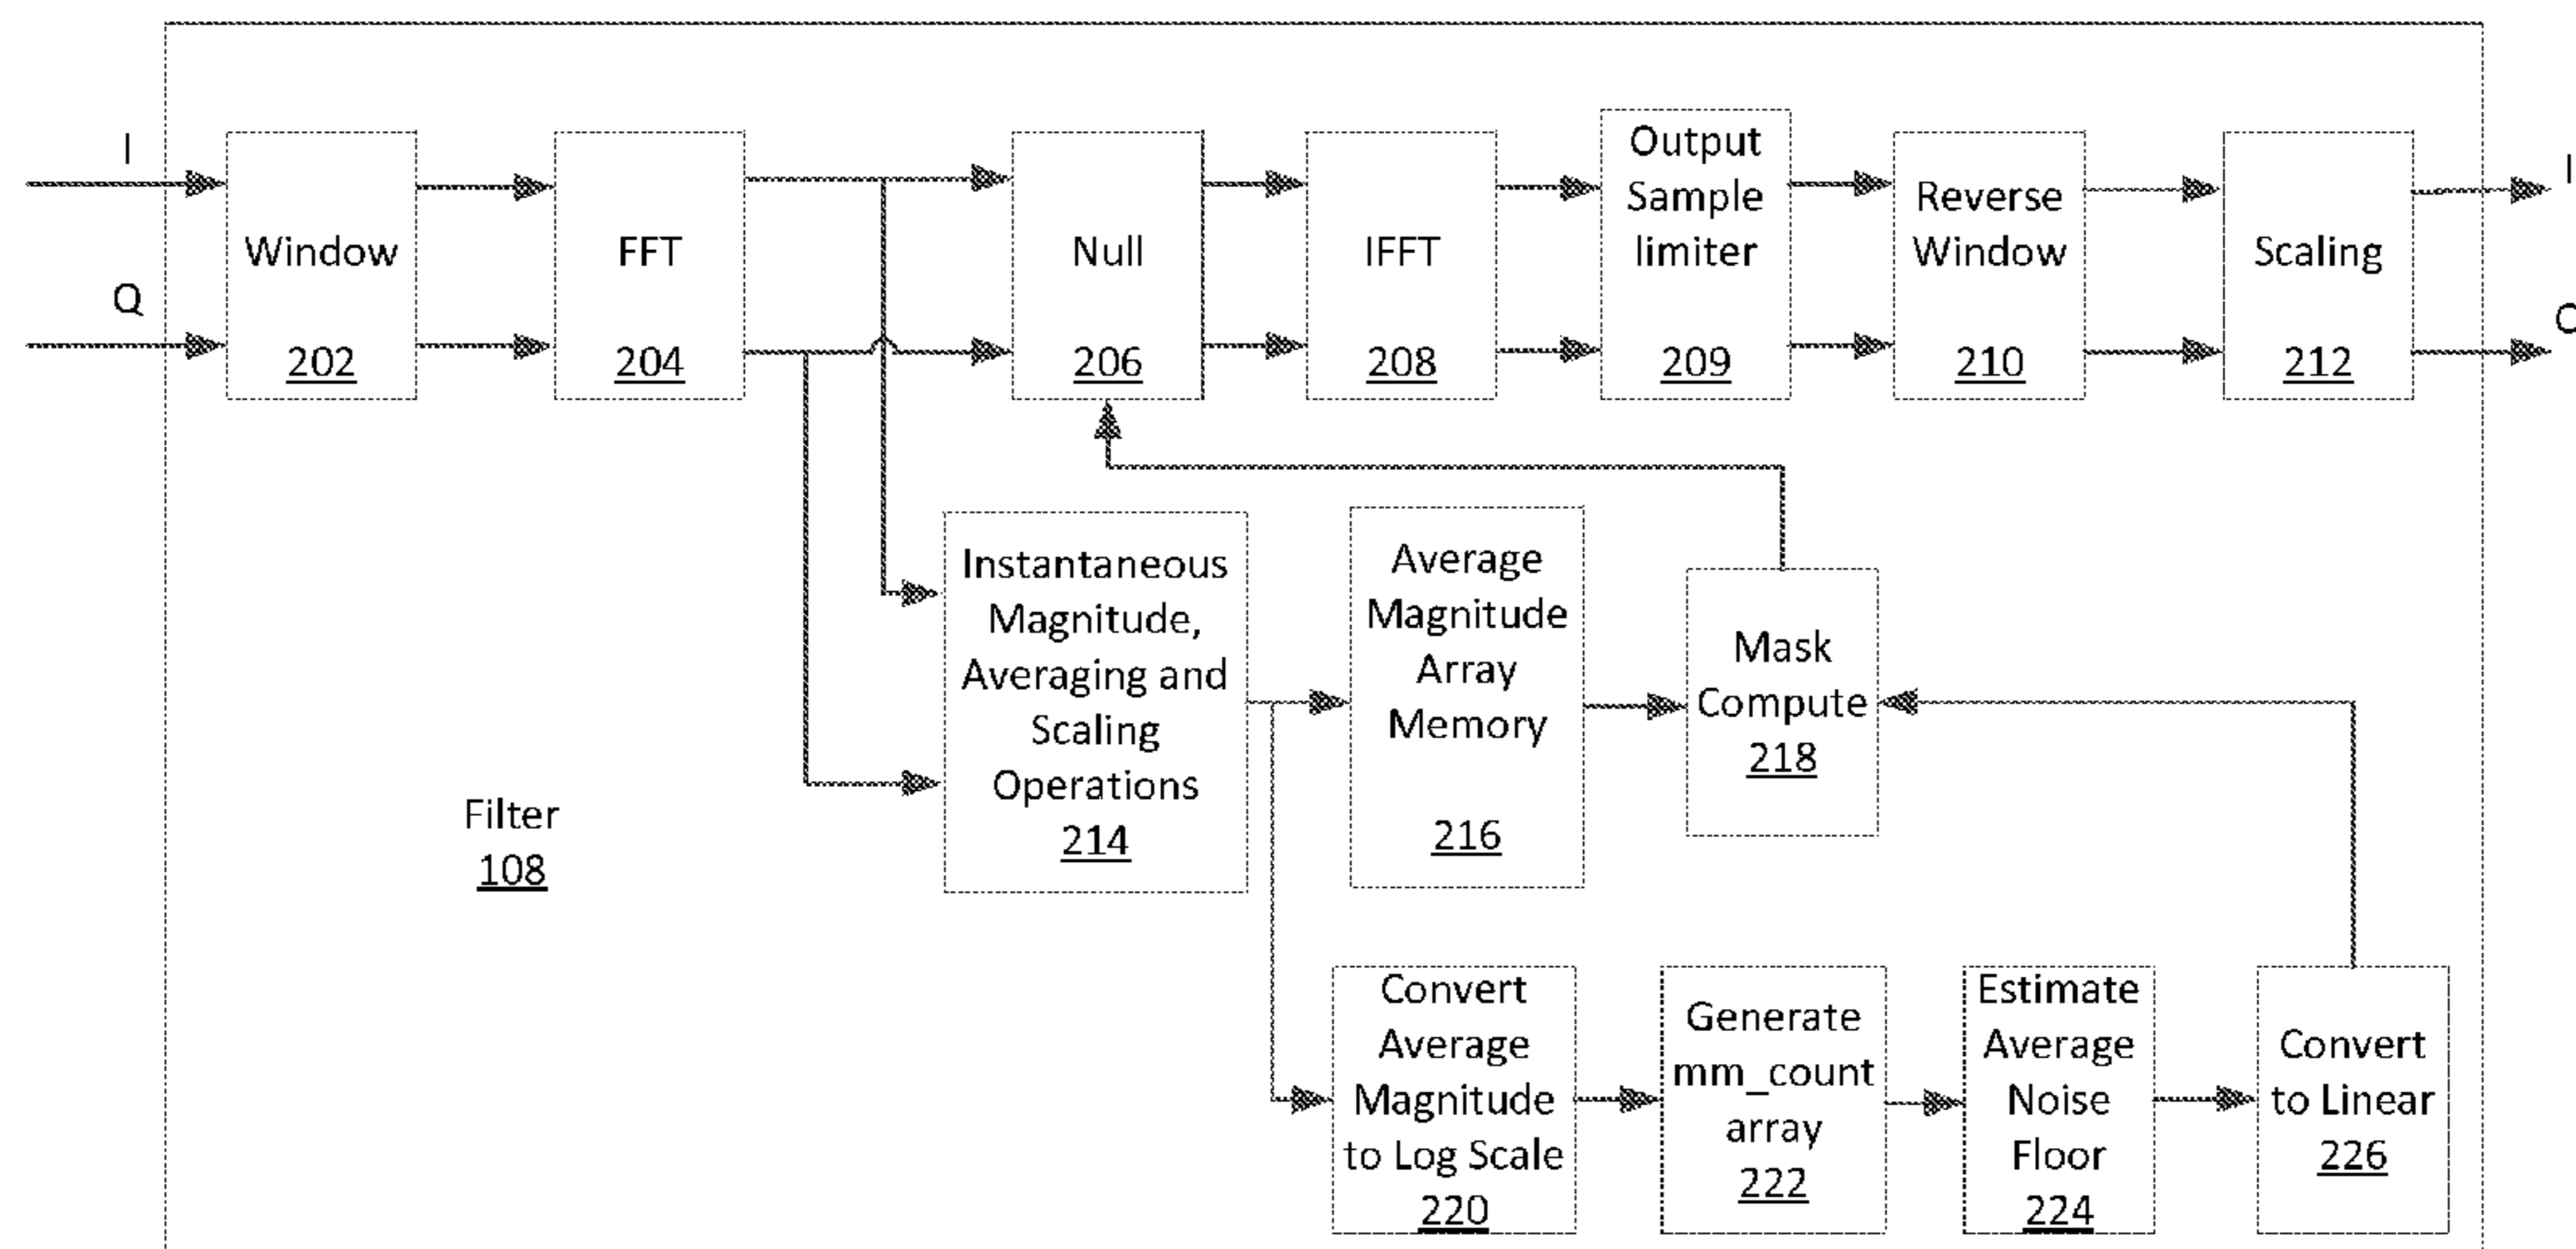 I
Q
Window
202
FFT
204
Null
206
IFFT
208
Output
Sample
limiter
209
Reverse
Window
210
Scaling
212
I
Instantaneous
Magnitude,
Averaging and
Scaling
Operations
214
Average
Magnitude
Array
Memory
216
Mask
Compute
218
Filter
108
Convert
Average
Magnitude
to Log Scale
220
Generate
mm_count
array
222
Estimate
Average
Noise
Floor
224
Convert
to Linear
226